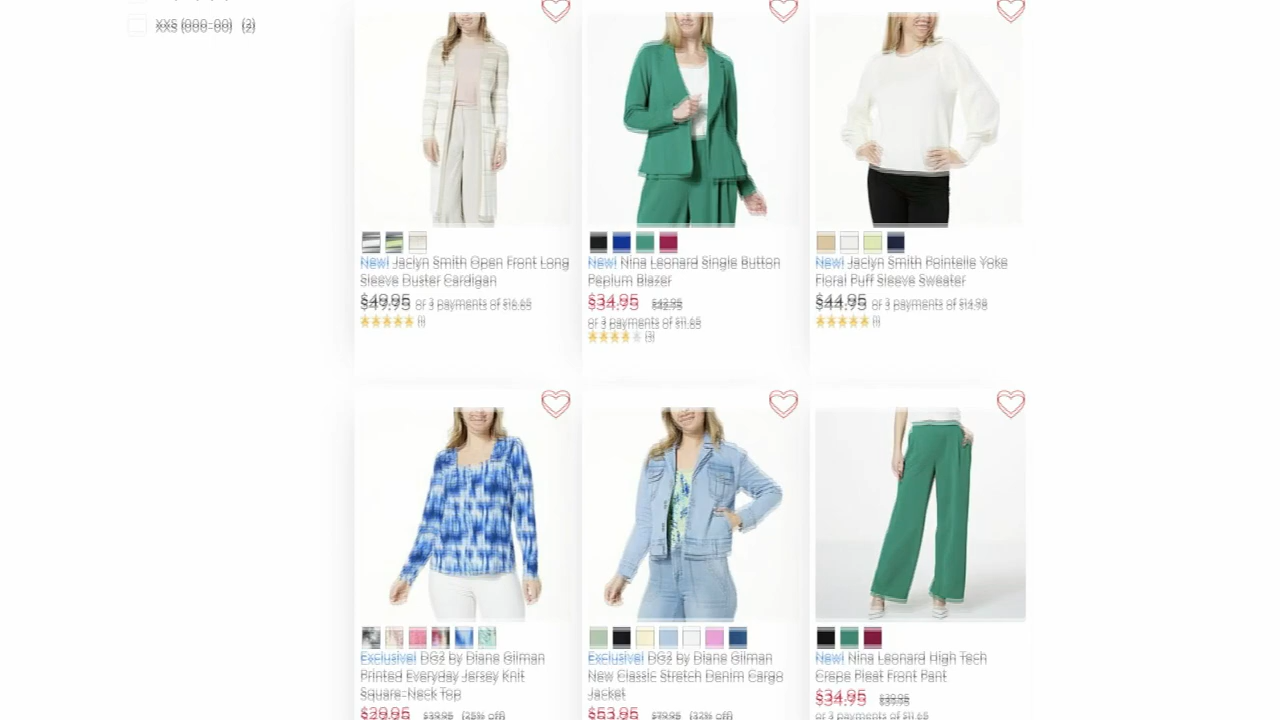 XXS (000-00) (2)
New! Jaclyn Smith Open Front Long
Sleeve Duster Cardigan
$49.95 or 3 payments of $16.65
(1)
New! Nina Leonard Single Button
Peplum Blazer
$34.95 $42.95
or 3 payments of $11.65
(3)
New! Jaclyn Smith Pointelle Yoke
Floral Puff Sleeve Sweater
$44.95 or 3 payments of $14.98
(1)
Exclusive! DG2 by Diane Gilman
Printed Everyday Jersey Knit
Square-Neck Top
$29.95 $39.95 (25% off)
Exclusive! DG2 by Diane Gilman
New Classic Stretch Denim Cargo
Jacket
$53.95 $79.95 (32% off)
New! Nina Leonard High Tech
Crepe Pleat Front Pant
$34.95 $39.95
or 3 payments of $11.65